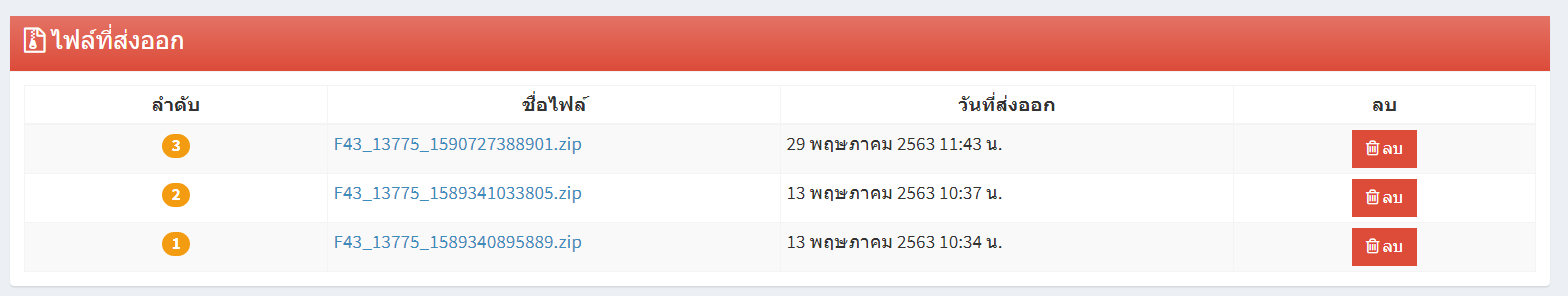 ไฟล์ที่ส่งออก
ลำดับ ชื่อไฟล์ วันที่ส่งออก ลบ
3 F43_13775_1590727388901.zip 29 พฤษภาคม 2563 11:43 น. ลบ
2 F43_13775_1589341033805.zip 13 พฤษภาคม 2563 10:37 น. ลบ
1 F43_13775_1589340895889.zip 13 พฤษภาคม 2563 10:34 น. ลบ